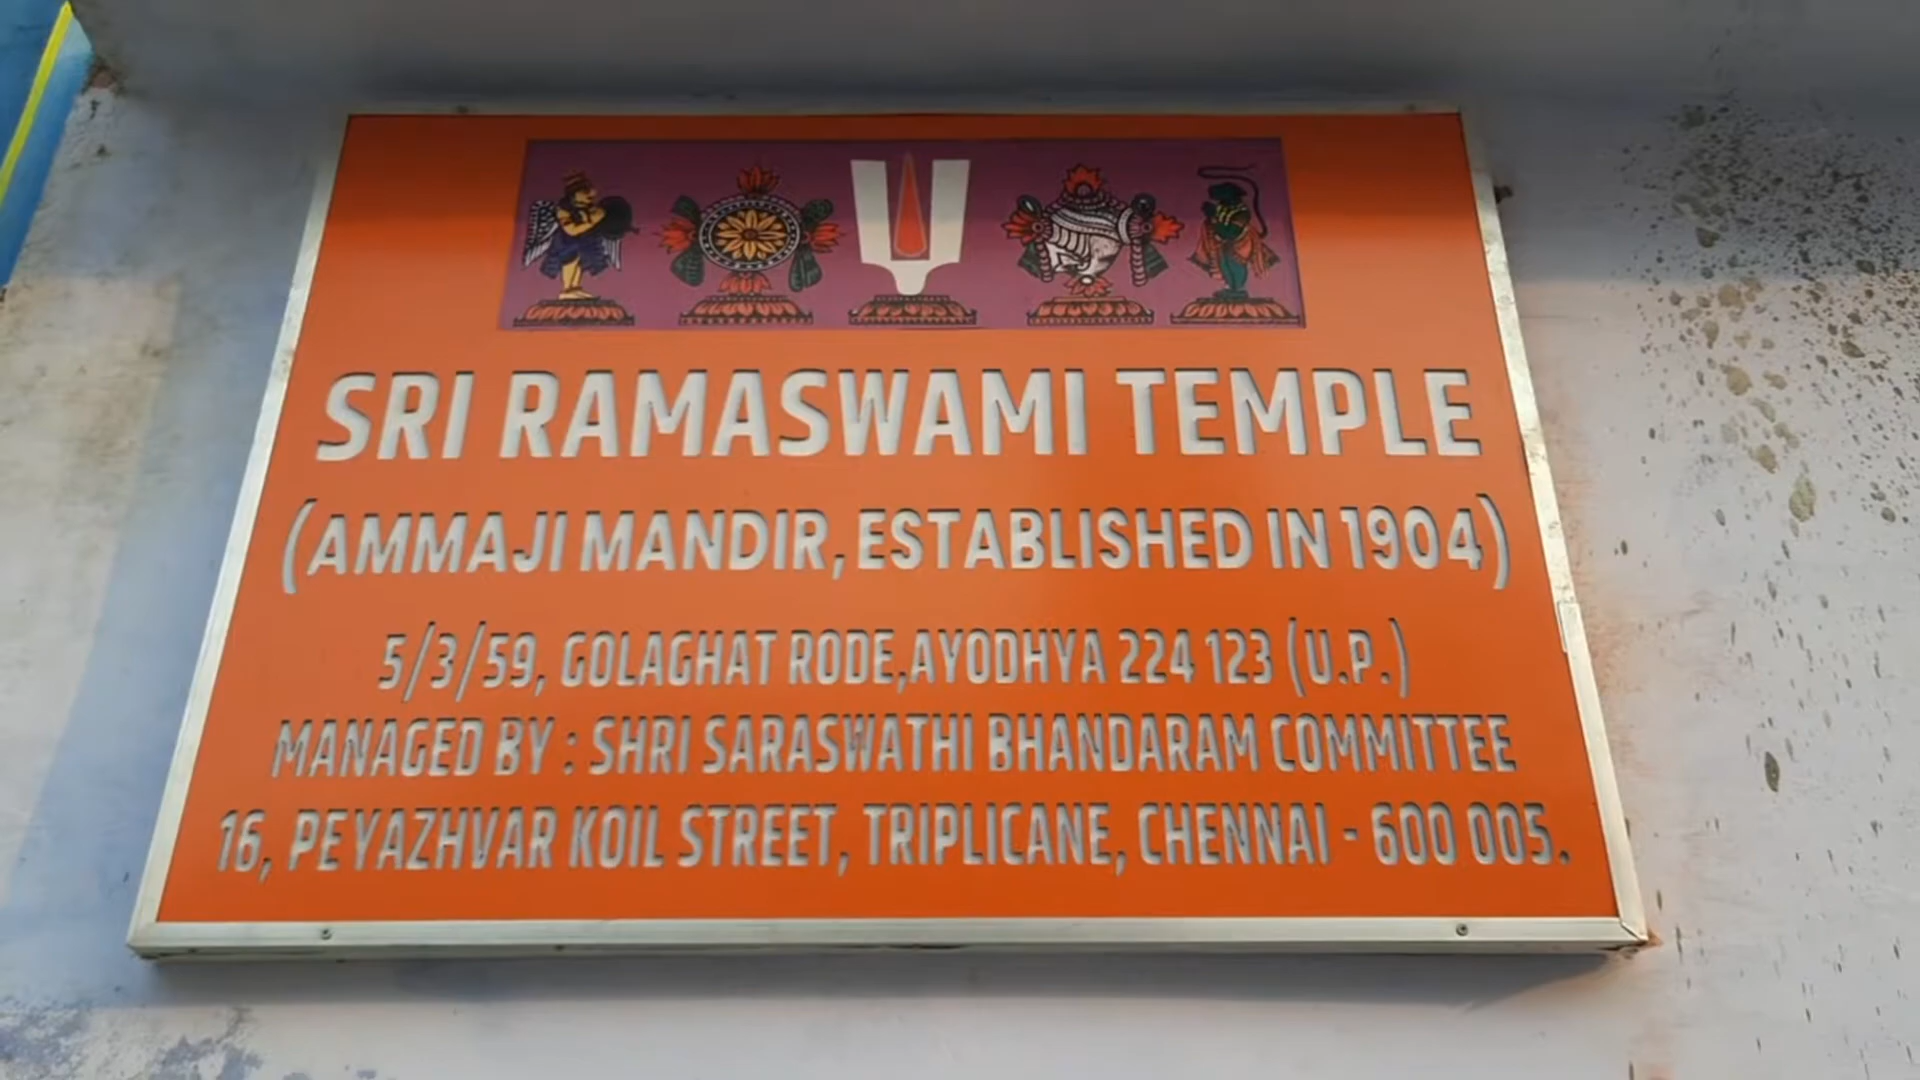 SRI RAMASWAMI TEMPLE
(AMMAJI MANDIR, ESTABLISHED IN 1904)
5/3/59, GOLAGHAT RODE,AYODHYA 224 123 (U.P.)
MANAGED BY : SHRI SARASWATHI BHANDARAM COMMITTEE
16, PEYAZHVAR KOIL STREET, TRIPLICANE, CHENNAI - 600 005.